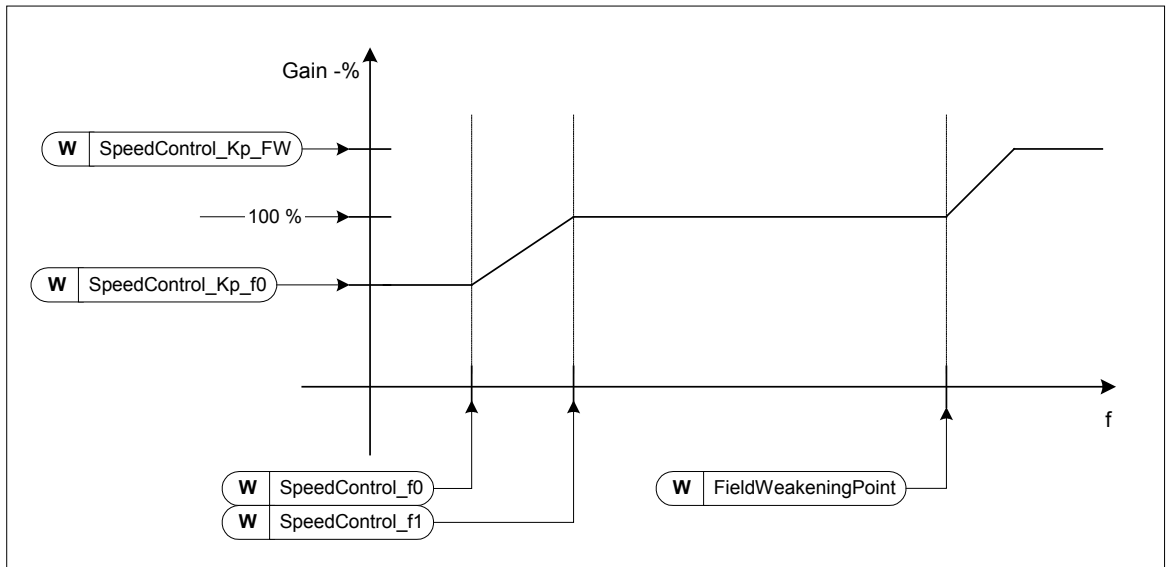 Gain -%
W SpeedControl_Kp_FW
100 %
W SpeedControl_Kp_f0
f
W SpeedControl_f0
W FieldWeakeningPoint
W SpeedControl_f1